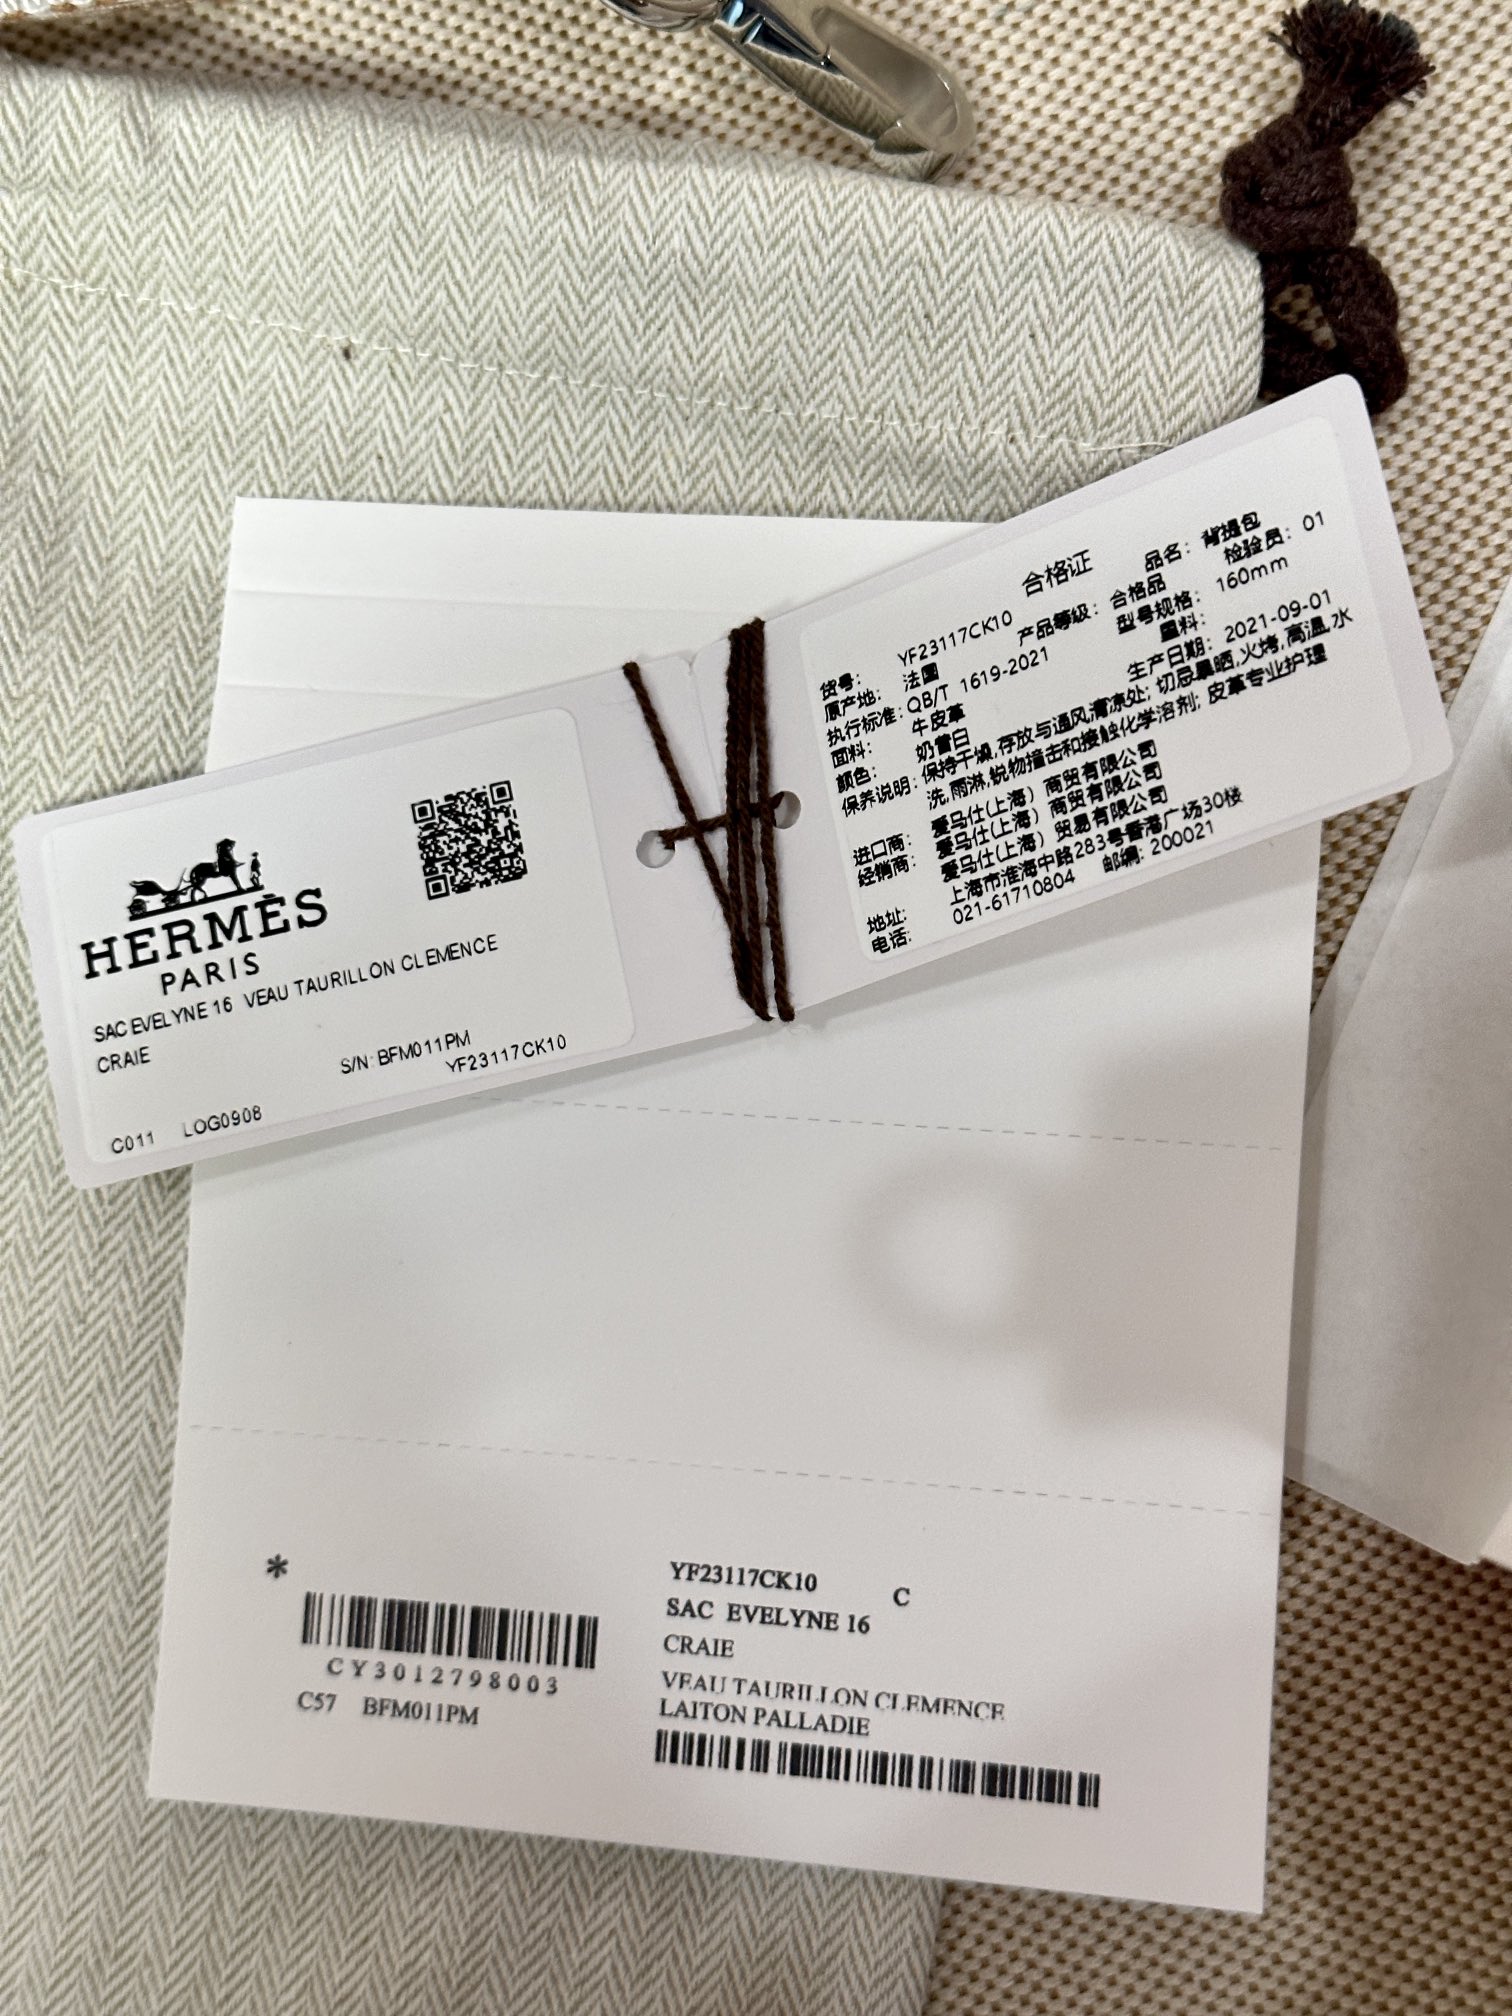 HERMÈS
PARIS
SAC EVELYNE 16 VEAU TAURILLON CLEMENCE
CRAIE
S/N: BFM011PM
YF23117CK10
C011 LOG0908
合格证
货号: YF23117CK10 品名: 背提包
原产地: 法国 产品等级: 合格品 检验员: 01
执行标准: QB/T 1619-2021 型号规格: 160mm
面料: 牛皮革 里料:
颜色: 奶昔白 生产日期: 2021-09-01
保养说明: 保持干燥,存放与通风,清凉处; 切忌暴晒,火烤,高温,水
洗,雨淋,锐物撞击和接触化学溶剂; 皮革专业护理
进口商: 爱马仕(上海) 商贸有限公司
经销商: 爱马仕(上海) 商贸有限公司
爱马仕(上海) 贸易有限公司
地址: 上海市淮海中路283号香港广场30楼
电话: 021-61710804 邮编: 200021
*
CY3012798003
C57 BFM011PM
YF23117CK10 C
SAC EVELYNE 16
CRAIE
VEAU TAURILLON CLEMENCE
LAITON PALLADIE